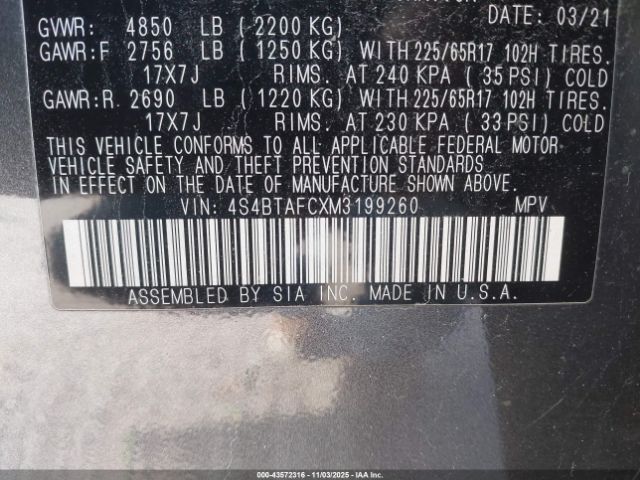 DATE: 03/21
GVWR: 4850 LB (2200 KG)
GAWR:F 2756 LB (1250 KG) WITH 225/65R17 102H TIRES.
17X7J RIMS. AT 240 KPA (35 PSI) COLD
GAWR:R. 2690 LB (1220 KG) WITH 225/65R17 102H TIRES.
17X7J RIMS. AT 230 KPA (33 PSI) COLD
THIS VEHICLE CONFORMS TO ALL APPLICABLE FEDERAL MOTOR
VEHICLE SAFETY AND THEFT PREVENTION STANDARDS
IN EFFECT ON THE DATE OF MANUFACTURE SHOWN ABOVE.
VIN: 4S4BTAFCXM3199260 MPV
ASSEMBLED BY SIA INC. MADE IN U.S.A.
000-43572316 - 11/03/2025 - IAANC